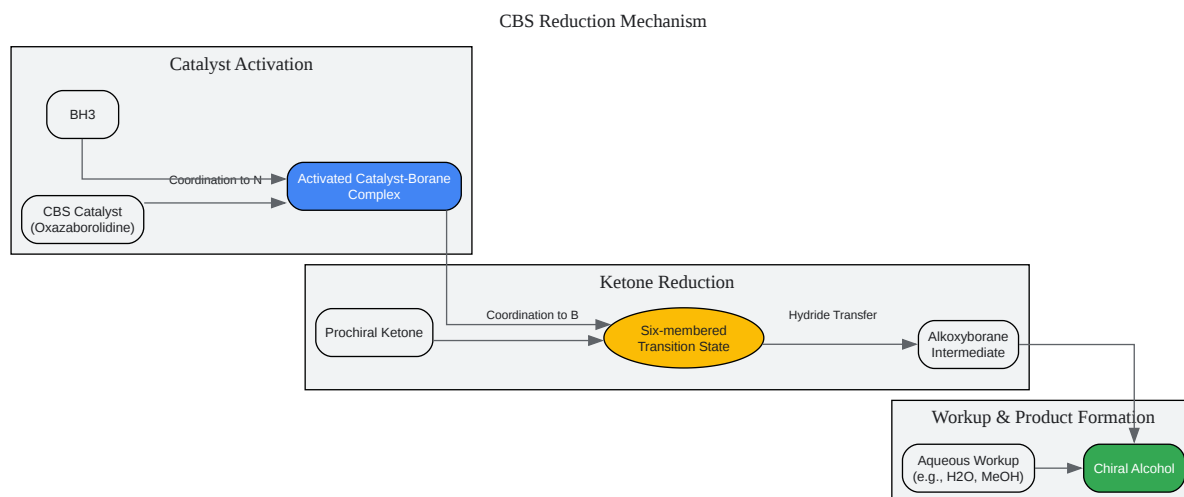 CBS Reduction Mechanism
Catalyst Activation
BH3
Coordination to N
Activated Catalyst-Borane
Complex
CBS Catalyst
(Oxazaborolidine)
Ketone Reduction
Prochiral Ketone
Coordination to B
Six-membered
Transition State
Hydride Transfer
Alkoxyborane
Intermediate
Workup & Product Formation
Aqueous Workup
(e.g., H2O, MeOH)
Chiral Alcohol